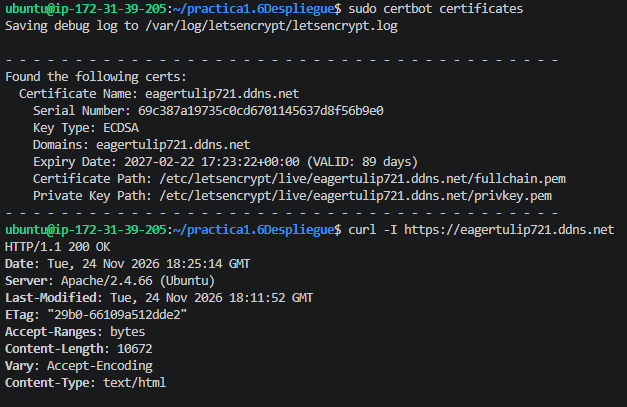 ubuntu@ip-172-31-39-205:~/practica1.6Despliegue$ sudo certbot certificates
Saving debug log to /var/log/letsencrypt/letsencrypt.log

- - - - - - - - - - - - - - - - - - - - - - - - - - - - - - - - - - - - - - - -
Found the following certs:
  Certificate Name: eagertulip721.ddns.net
    Serial Number: 69c387a19735c0cd6701145637d8f56b9e0
    Key Type: ECDSA
    Domains: eagertulip721.ddns.net
    Expiry Date: 2027-02-22 17:23:22+00:00 (VALID: 89 days)
    Certificate Path: /etc/letsencrypt/live/eagertulip721.ddns.net/fullchain.pem
    Private Key Path: /etc/letsencrypt/live/eagertulip721.ddns.net/privkey.pem
- - - - - - - - - - - - - - - - - - - - - - - - - - - - - - - - - - - - - - - -
ubuntu@ip-172-31-39-205:~/practica1.6Despliegue$ curl -I https://eagertulip721.ddns.net
HTTP/1.1 200 OK
Date: Tue, 24 Nov 2026 18:25:14 GMT
Server: Apache/2.4.66 (Ubuntu)
Last-Modified: Tue, 24 Nov 2026 18:11:52 GMT
ETag: "29b0-66109a512dde2"
Accept-Ranges: bytes
Content-Length: 10672
Vary: Accept-Encoding
Content-Type: text/html